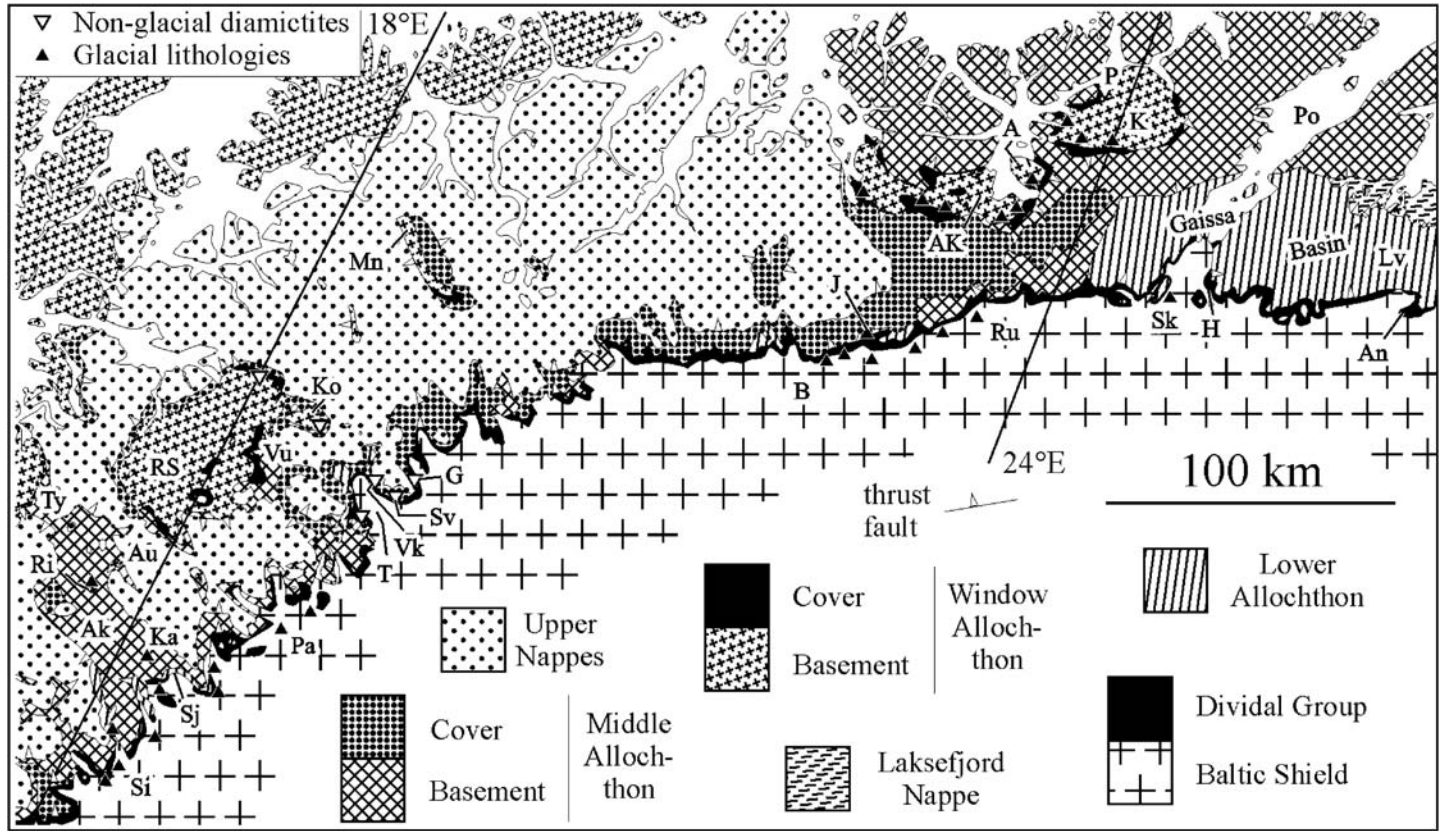 Non-glacial diamictites
Glacial lithologies
18°E
P
A
K
Po
Mn
AK
Gaissa
Basin
Lv
J
Ru
Sk
H
An
Ko
B
RS
Vu
Ty
G
24°E
100 km
thrust
fault
Sv
Au
Vk
Ri
T
Ak
Ka
Pa
Sj
Si
Upper
Nappes
Cover
Basement
Window
Alloch-
thon
Lower
Allochthon
Cover
Basement
Middle
Alloch-
thon
Laksefjord
Nappe
Dividal Group
Baltic Shield